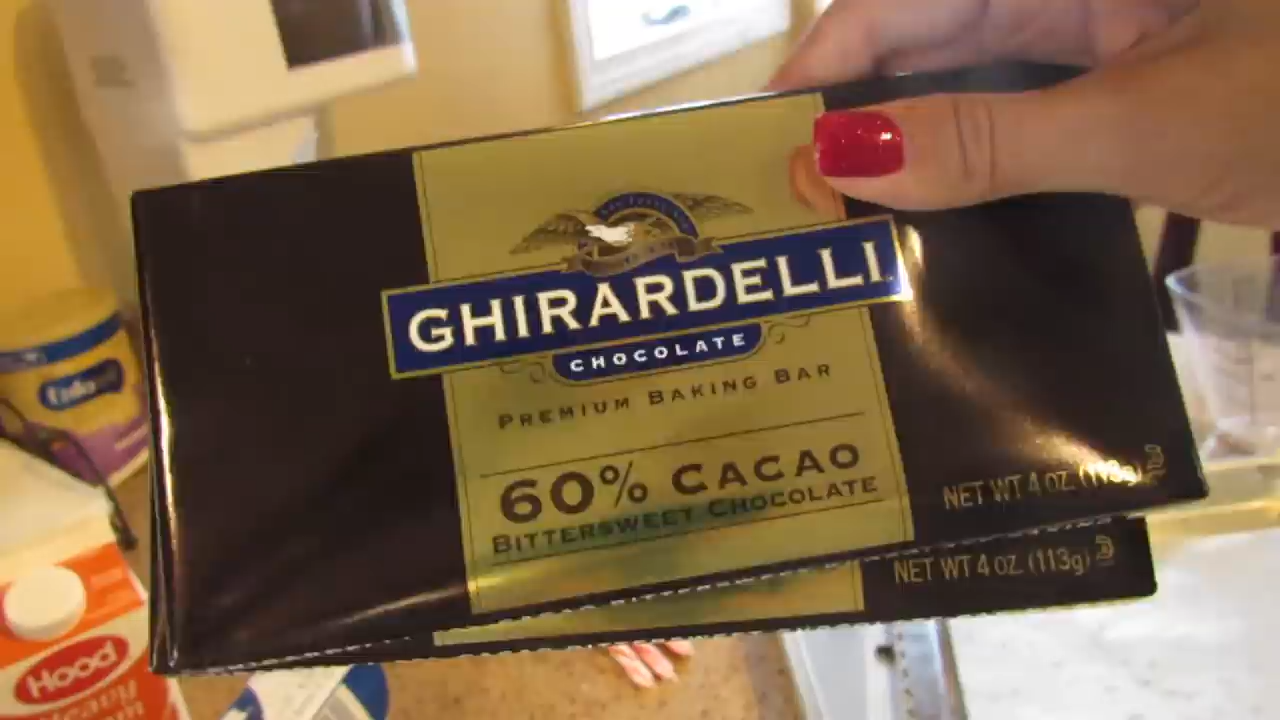 GHIRARDELLI
CHOCOLATE
PREMIUM BAKING BAR
60% CACAO
BITTERSWEET CHOCOLATE
NET WT 4 OZ. (113g)
NET WT 4 OZ. (113g)
Hood